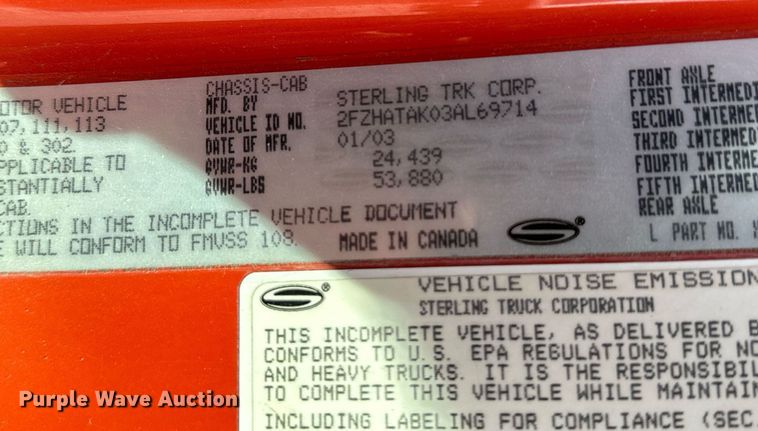 CHASSIS-CAB
OTOR VEHICLE MFD. BY STERLING TRK CORP. FRONT AXLE
07,111,113 VEHICLE ID NO. 2FZHATAK03AL69714 FIRST INTERMEDI
0 & 302 DATE OF MFR. 01/03 SECOND INTERMED
PPLICABLE TO GVWR-KG 24,439 THIRD INTERMED
STANTIALLY GVWR-LBS 53,880 FOURTH INTERME
CAB. FIFTH INTERMED
CTIONS IN THE INCOMPLETE VEHICLE DOCUMENT REAR AXLE
E WILL CONFORM TO FMVSS 108. MADE IN CANADA S® L PART NO.
S® VEHICLE NOISE EMISSION
STERLING TRUCK CORPORATION
THIS INCOMPLETE VEHICLE, AS DELIVERED B
CONFORMS TO U.S. EPA REGULATIONS FOR NO
AND HEAVY TRUCKS. IT IS THE RESPONSIBIL
TO COMPLETE THIS VEHICLE WHILE MAINTAIN
INCLUDING LABELING FOR COMPLIANCE (SEC.
Purple Wave Auction